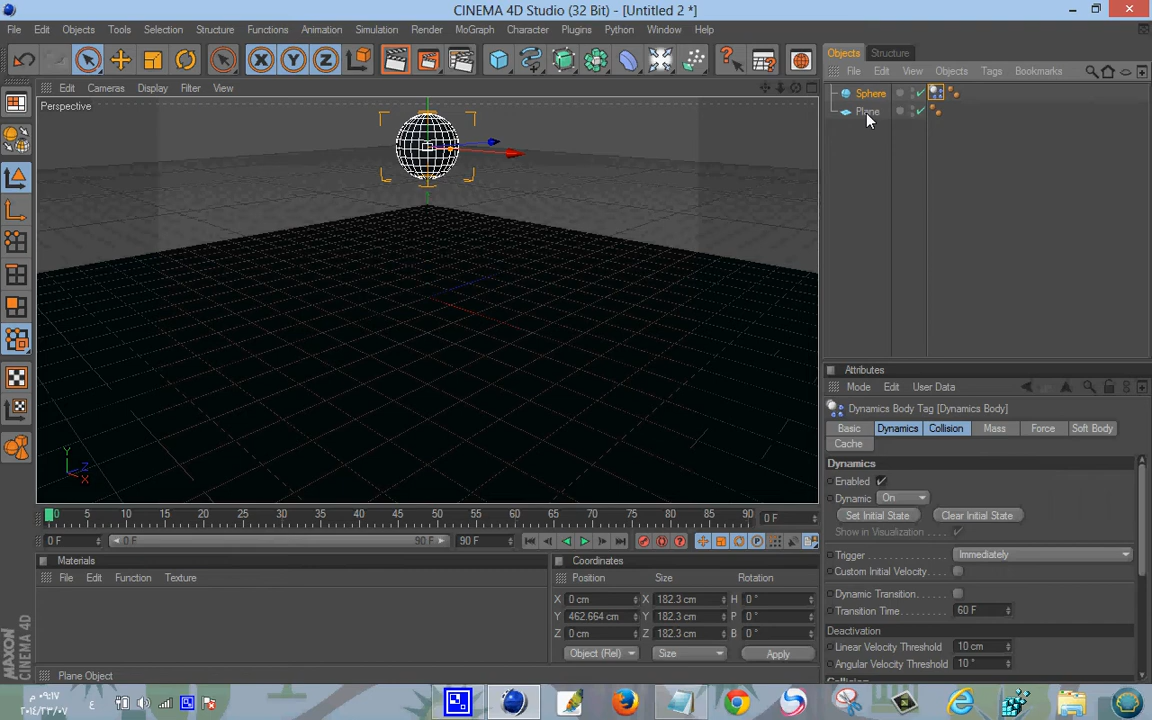 CINEMA 4D Studio (32 Bit) - [Untitled 2 *]
File Edit Objects Tools Selection Structure Functions Animation Simulation Render MoGraph Character Plugins Python Window Help
X Y Z
Objects Structure
File Edit View Objects Tags Bookmarks
Edit Cameras Display Filter View
Perspective
Sphere
Plane
Attributes
Mode Edit User Data
Dynamics Body Tag [Dynamics Body]
Basic Dynamics Collision Mass Force Soft Body
Cache
Dynamics
Enabled
Dynamic On
Set Initial State Clear Initial State
Show in Visualization
Trigger Immediately
Custom Initial Velocity
Dynamic Transition
Transition Time 60 F
Deactivation
Linear Velocity Threshold 10 cm
Angular Velocity Threshold 10 °
Y
Z
X
0 5 10 15 20 25 30 35 40 45 50 55 60 65 70 75 80 85 90 0 F
0 F 0 F 90 F 90 F
Materials
File Edit Function Texture
Coordinates
Position Size Rotation
X 0 cm X 182.3 cm H 0 °
Y 462.664 cm Y 182.3 cm P 0 °
Z 0 cm Z 182.3 cm B 0 °
Object (Rel) Size Apply
MAXON CINEMA 4D
Plane Object
م ٠٩:١٧
٢٠١٤/٢٣/٠٧
ع